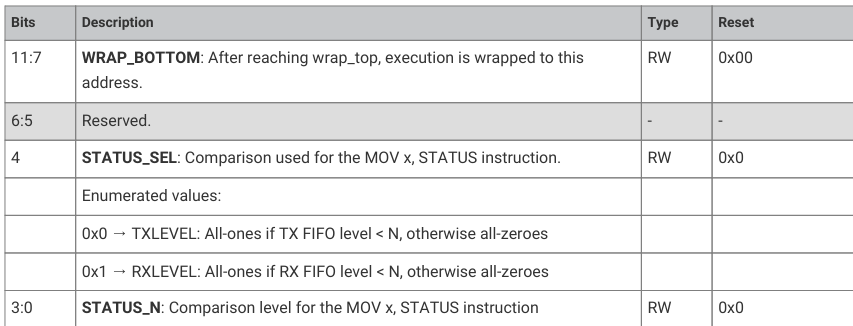 Bits Description Type Reset
11:7 WRAP_BOTTOM: After reaching wrap_top, execution is wrapped to this RW 0x00
address.
6:5 Reserved. - -
4 STATUS_SEL: Comparison used for the MOV x, STATUS instruction. RW 0x0
Enumerated values:
0x0 → TXLEVEL: All-ones if TX FIFO level < N, otherwise all-zeroes
0x1 → RXLEVEL: All-ones if RX FIFO level < N, otherwise all-zeroes
3:0 STATUS_N: Comparison level for the MOV x, STATUS instruction RW 0x0